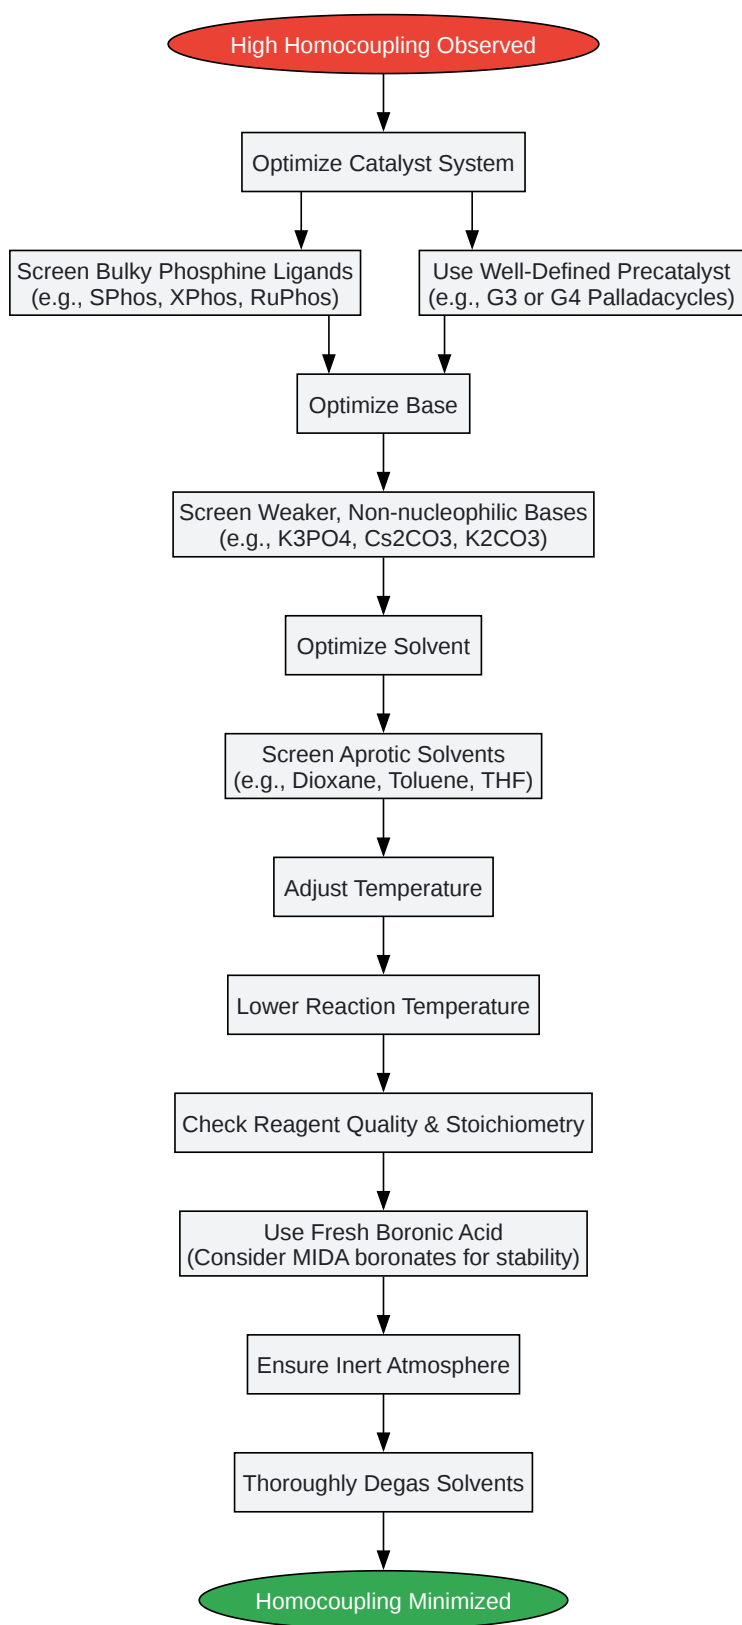 High Homocoupling Observed
Optimize Catalyst System
Screen Bulky Phosphine Ligands
(e.g., SPhos, XPhos, RuPhos)
Use Well-Defined Precatalyst
(e.g., G3 or G4 Palladacycles)
Optimize Base
Screen Weaker, Non-nucleophilic Bases
(e.g., K3PO4, Cs2CO3, K2CO3)
Optimize Solvent
Screen Aprotic Solvents
(e.g., Dioxane, Toluene, THF)
Adjust Temperature
Lower Reaction Temperature
Check Reagent Quality & Stoichiometry
Use Fresh Boronic Acid
(Consider MIDA boronates for stability)
Ensure Inert Atmosphere
Thoroughly Degas Solvents
Homocoupling Minimized